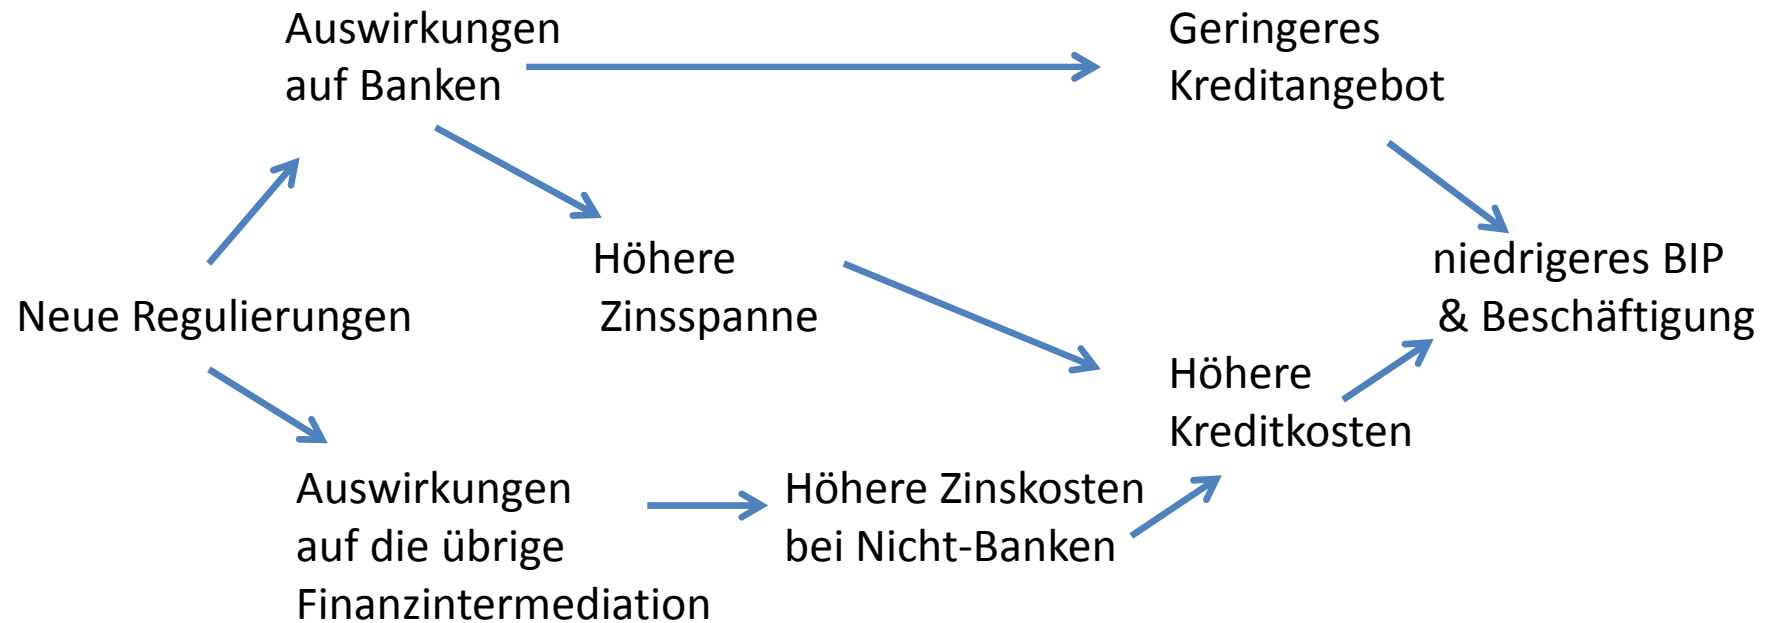 Auswirkungen
auf Banken
Geringeres
Kreditangebot
Höhere
Zinsspanne
niedrigeres BIP
& Beschäftigung
Neue Regulierungen
Höhere
Kreditkosten
Auswirkungen
auf die übrige
Finanzintermediation
Höhere Zinskosten
bei Nicht-Banken